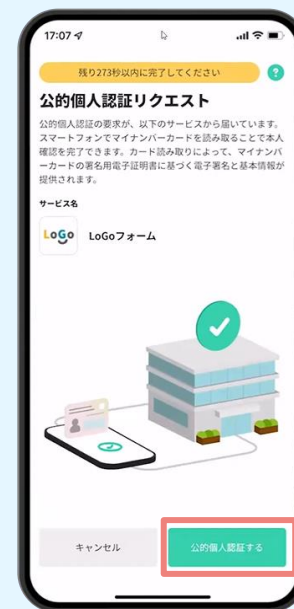 17:07
残り273秒以内に完了してください
?
公的個人認証リクエスト
公的個人認証の要求が、以下のサービスから届いています。
スマートフォンでマイナンバーカードを読み取ることで本人
確認を完了できます。カード読み取りによって、マイナンバ
ーカードの署名用電子証明書に基づく電子署名と基本情報が
提供されます。
サービス名
LoGo
LoGoフォーム
キャンセル
公的個人認証する